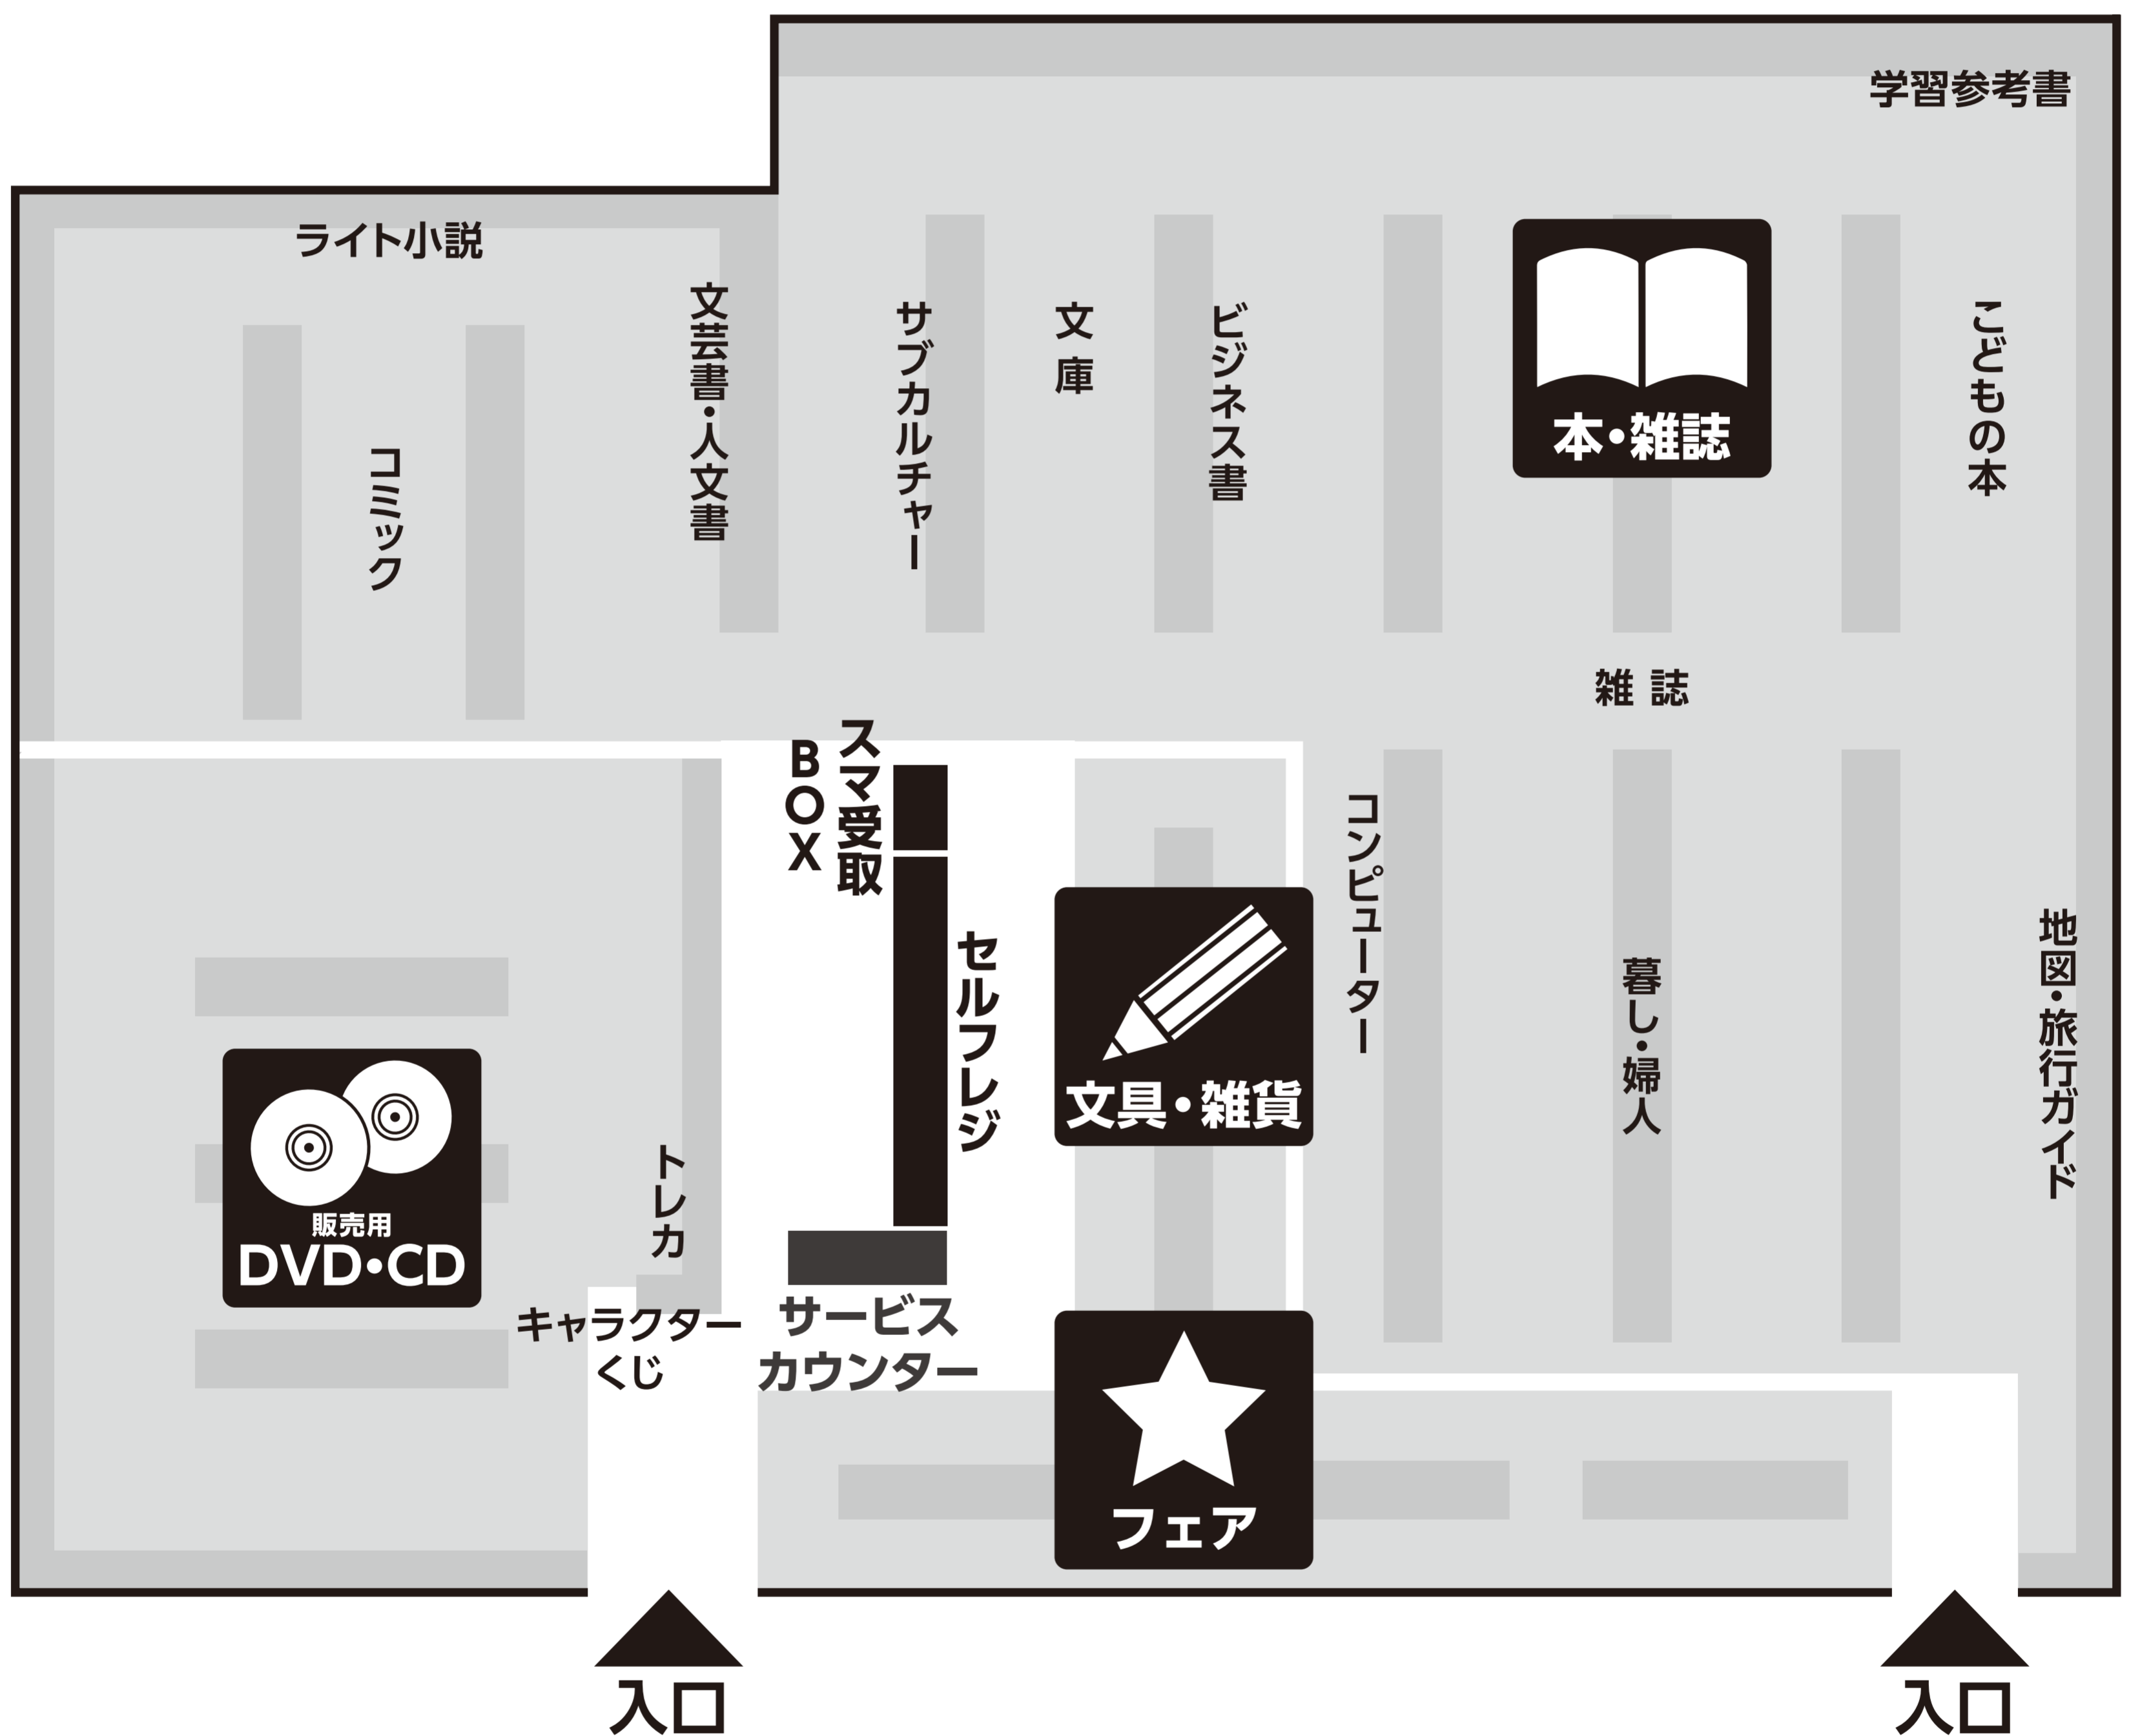 学習参考書
ライト小説
コミック
文芸書・人文書
サブカルチャー
文庫
ビジネス書
本・雑誌
こどもの本
雑誌
スマ受取
BOX
セルフレジ
文具・雑貨
コンピューター
暮し・婦人
地図・旅行ガイド
販売用
DVD・CD
トレカ
キャラクター
くじ
サービス
カウンター
フェア
入口
入口